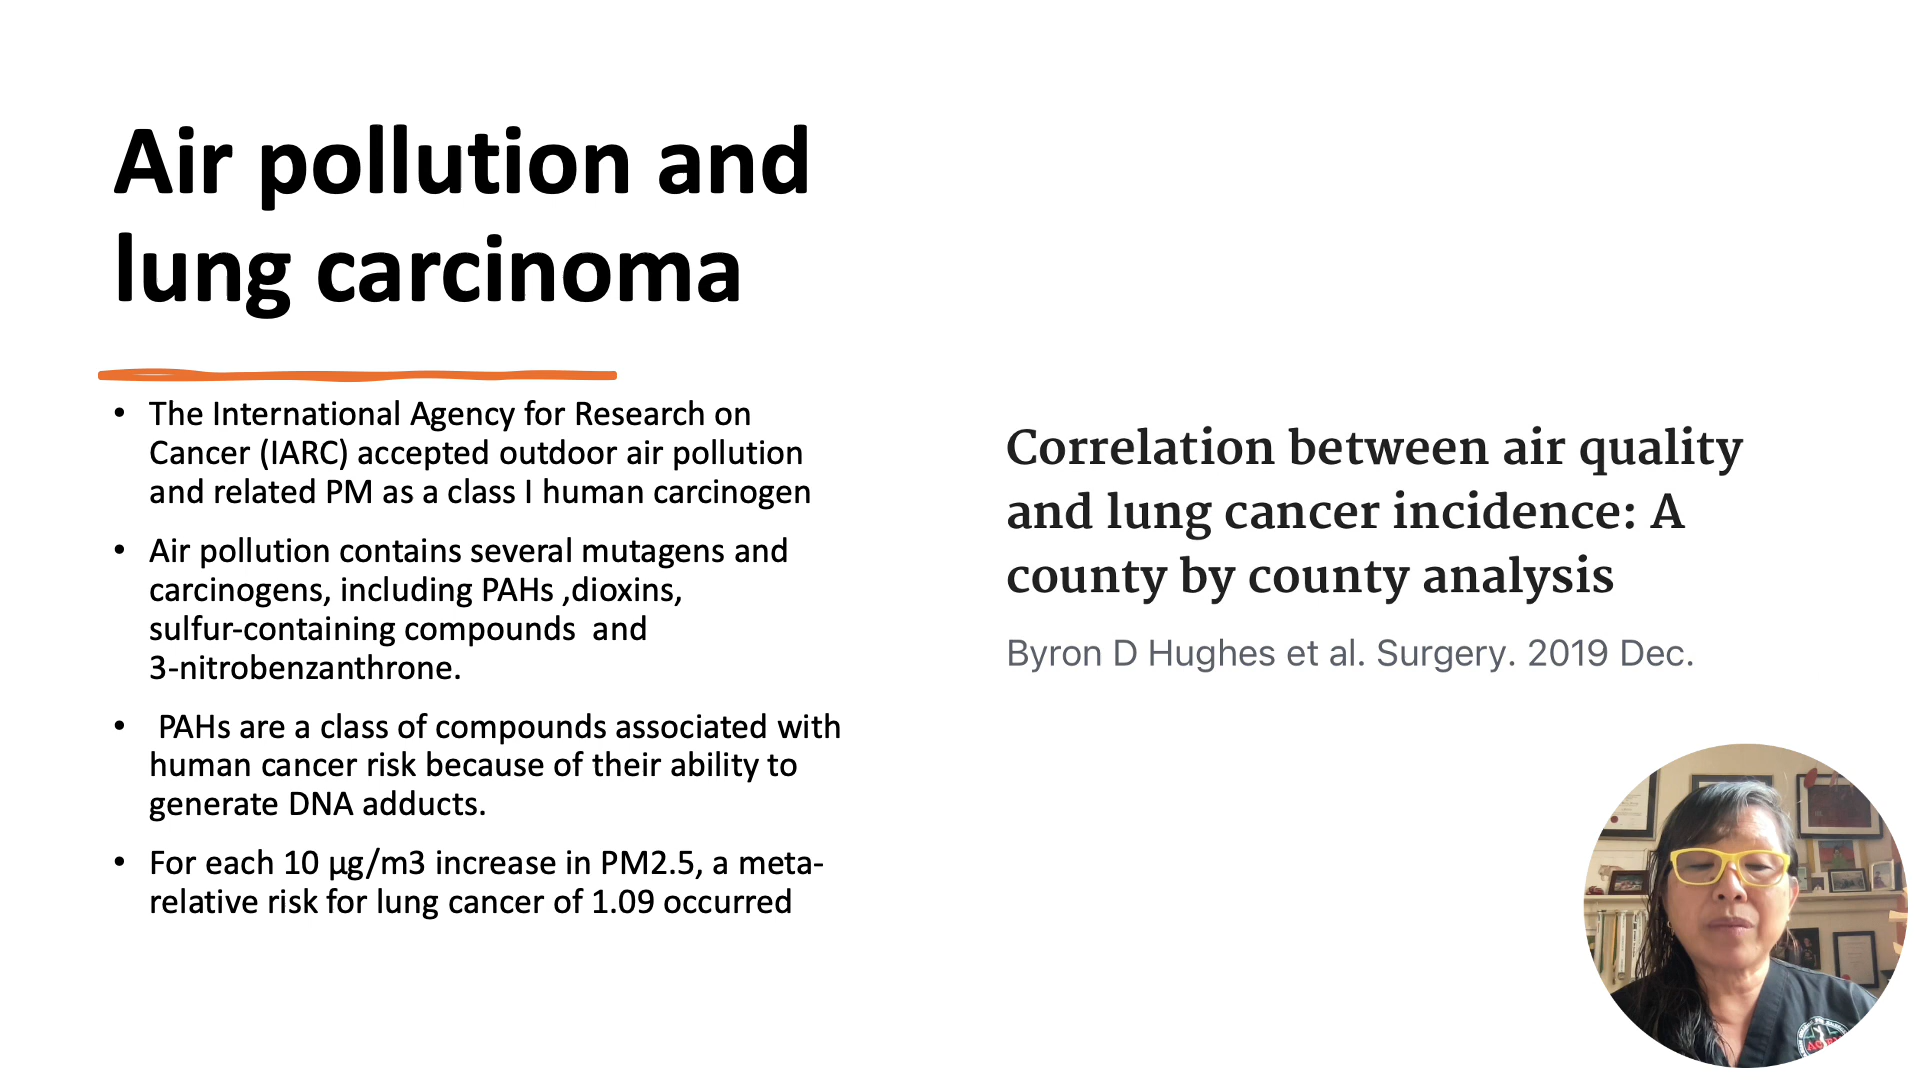 Air pollution and
lung carcinoma
• The International Agency for Research on
Cancer (IARC) accepted outdoor air pollution
and related PM as a class I human carcinogen
• Air pollution contains several mutagens and
carcinogens, including PAHs ,dioxins,
sulfur-containing compounds  and
3-nitrobenzanthrone.
•  PAHs are a class of compounds associated with
human cancer risk because of their ability to
generate DNA adducts.
• For each 10 µg/m3 increase in PM2.5, a meta-
relative risk for lung cancer of 1.09 occurred
Correlation between air quality
and lung cancer incidence: A
county by county analysis
Byron D Hughes et al. Surgery. 2019 Dec.